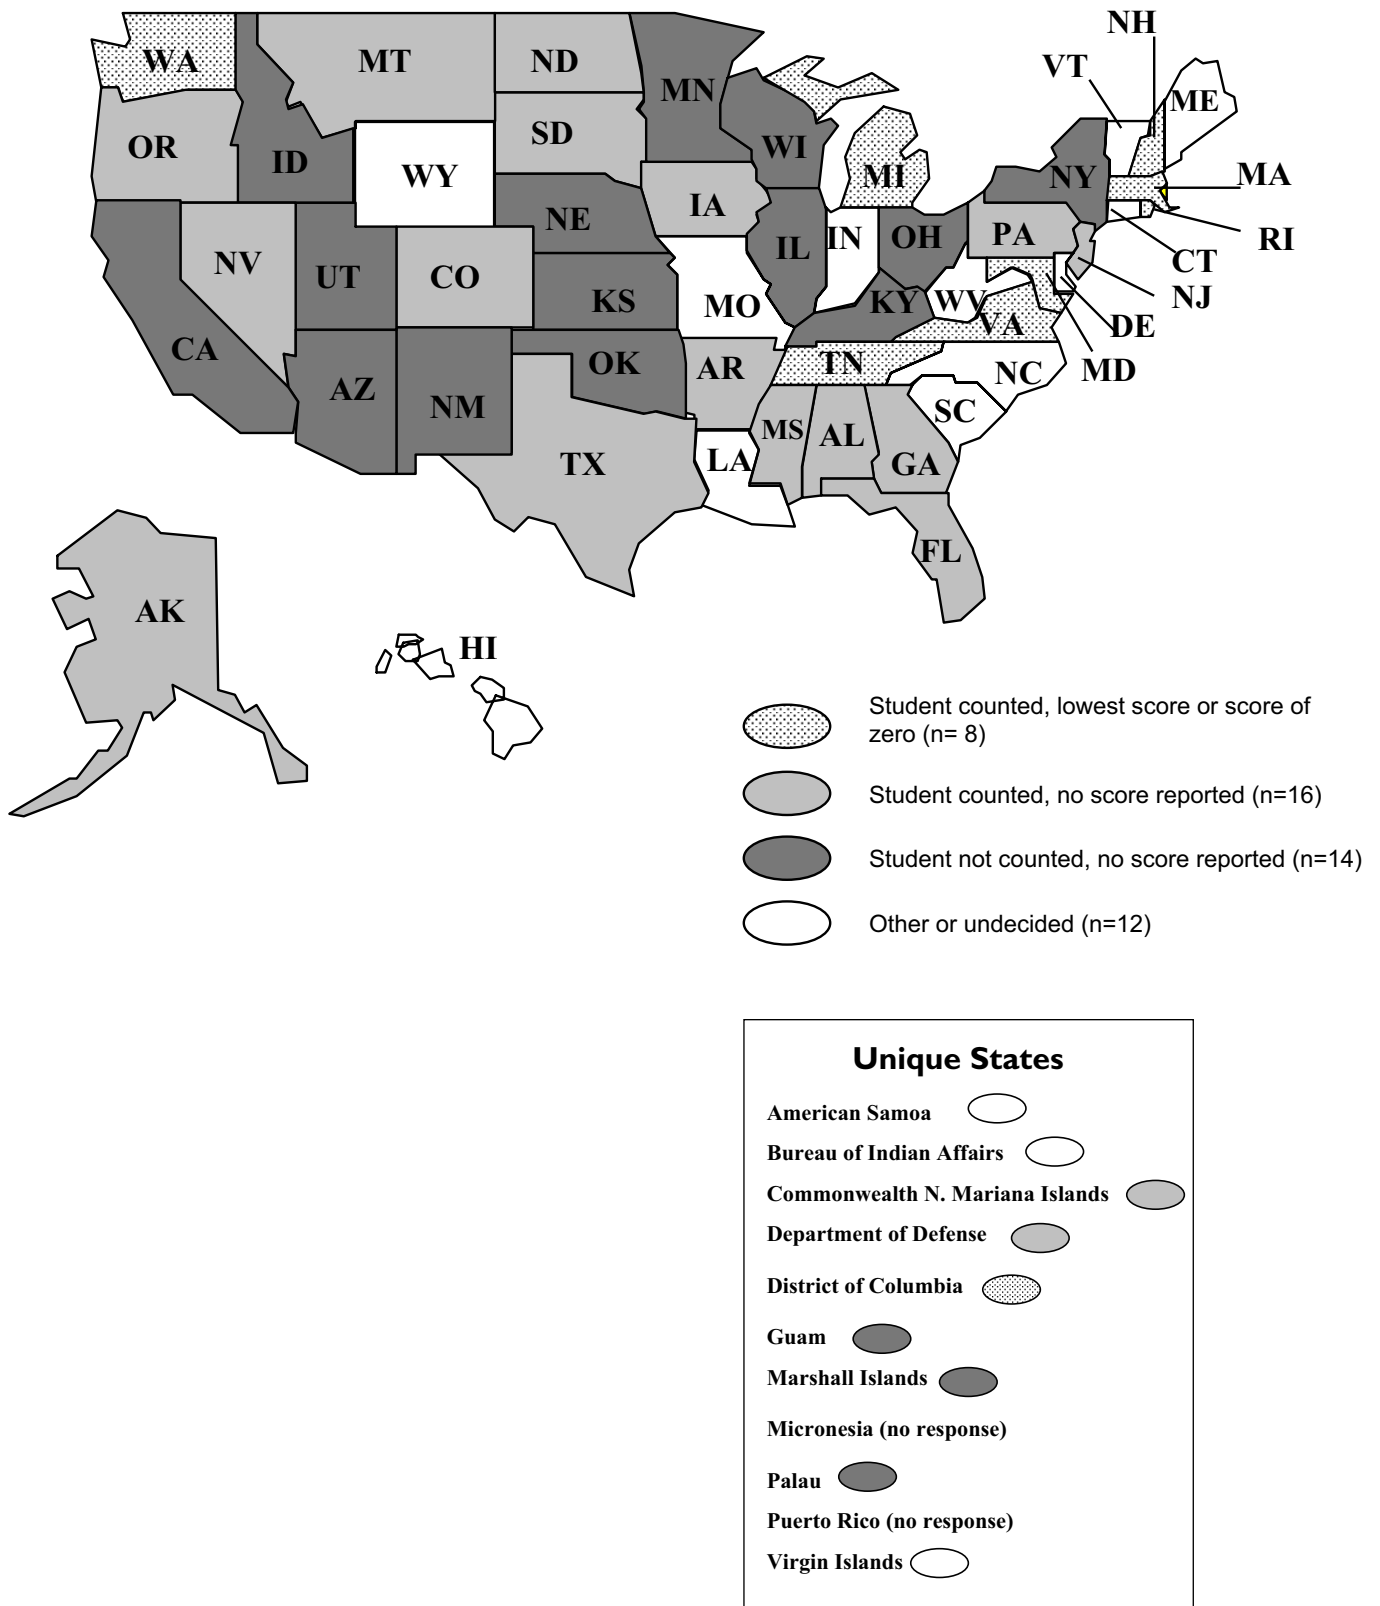 NH
VT
WA
MT
ND
MN
ME
OR
ID
SD
WI
WY
MI
NY
MA
NE
IA
NV
UT
CO
IL
IN
OH
PA
RI
CT
KS
MO
KY
WV
NJ
CA
VA
DE
AZ
NM
OK
AR
TN
NC
MD
TX
LA
MS
AL
GA
SC
FL
AK
HI
Student counted, lowest score or score of
zero (n= 8)
Student counted, no score reported (n=16)
Student not counted, no score reported (n=14)
Other or undecided (n=12)
Unique States
American Samoa
Bureau of Indian Affairs
Commonwealth N. Mariana Islands
Department of Defense
District of Columbia
Guam
Marshall Islands
Micronesia (no response)
Palau
Puerto Rico (no response)
Virgin Islands